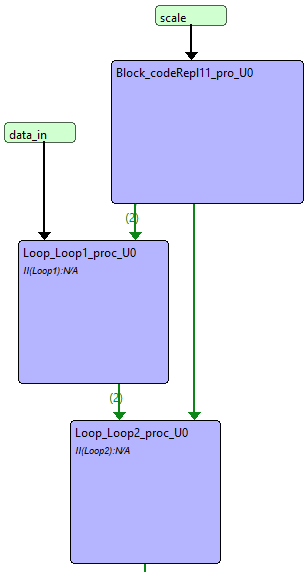 scale
Block_codeRepl11_pro_U0
data_in
(2)
Loop_Loop1_proc_U0
II(Loop1):N/A
(2)
Loop_Loop2_proc_U0
II(Loop2):N/A